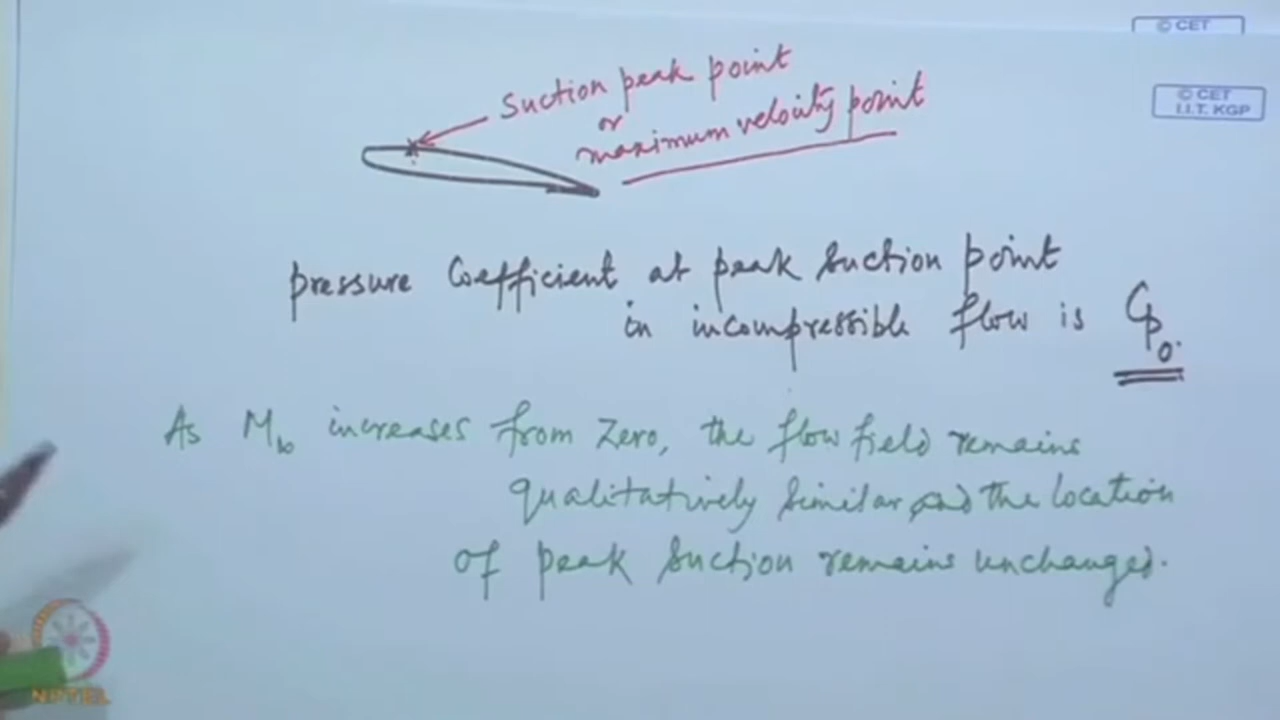 © CET
© CET
I.I.T. KGP
Suction peak point
or
maximum velocity point
pressure Coefficient at peak suction point
in incompressible flow is Cp₀.
As M∞ increases from Zero, the flow field remains
qualitatively similar and the location
of peak suction remains unchanged.
NPTEL